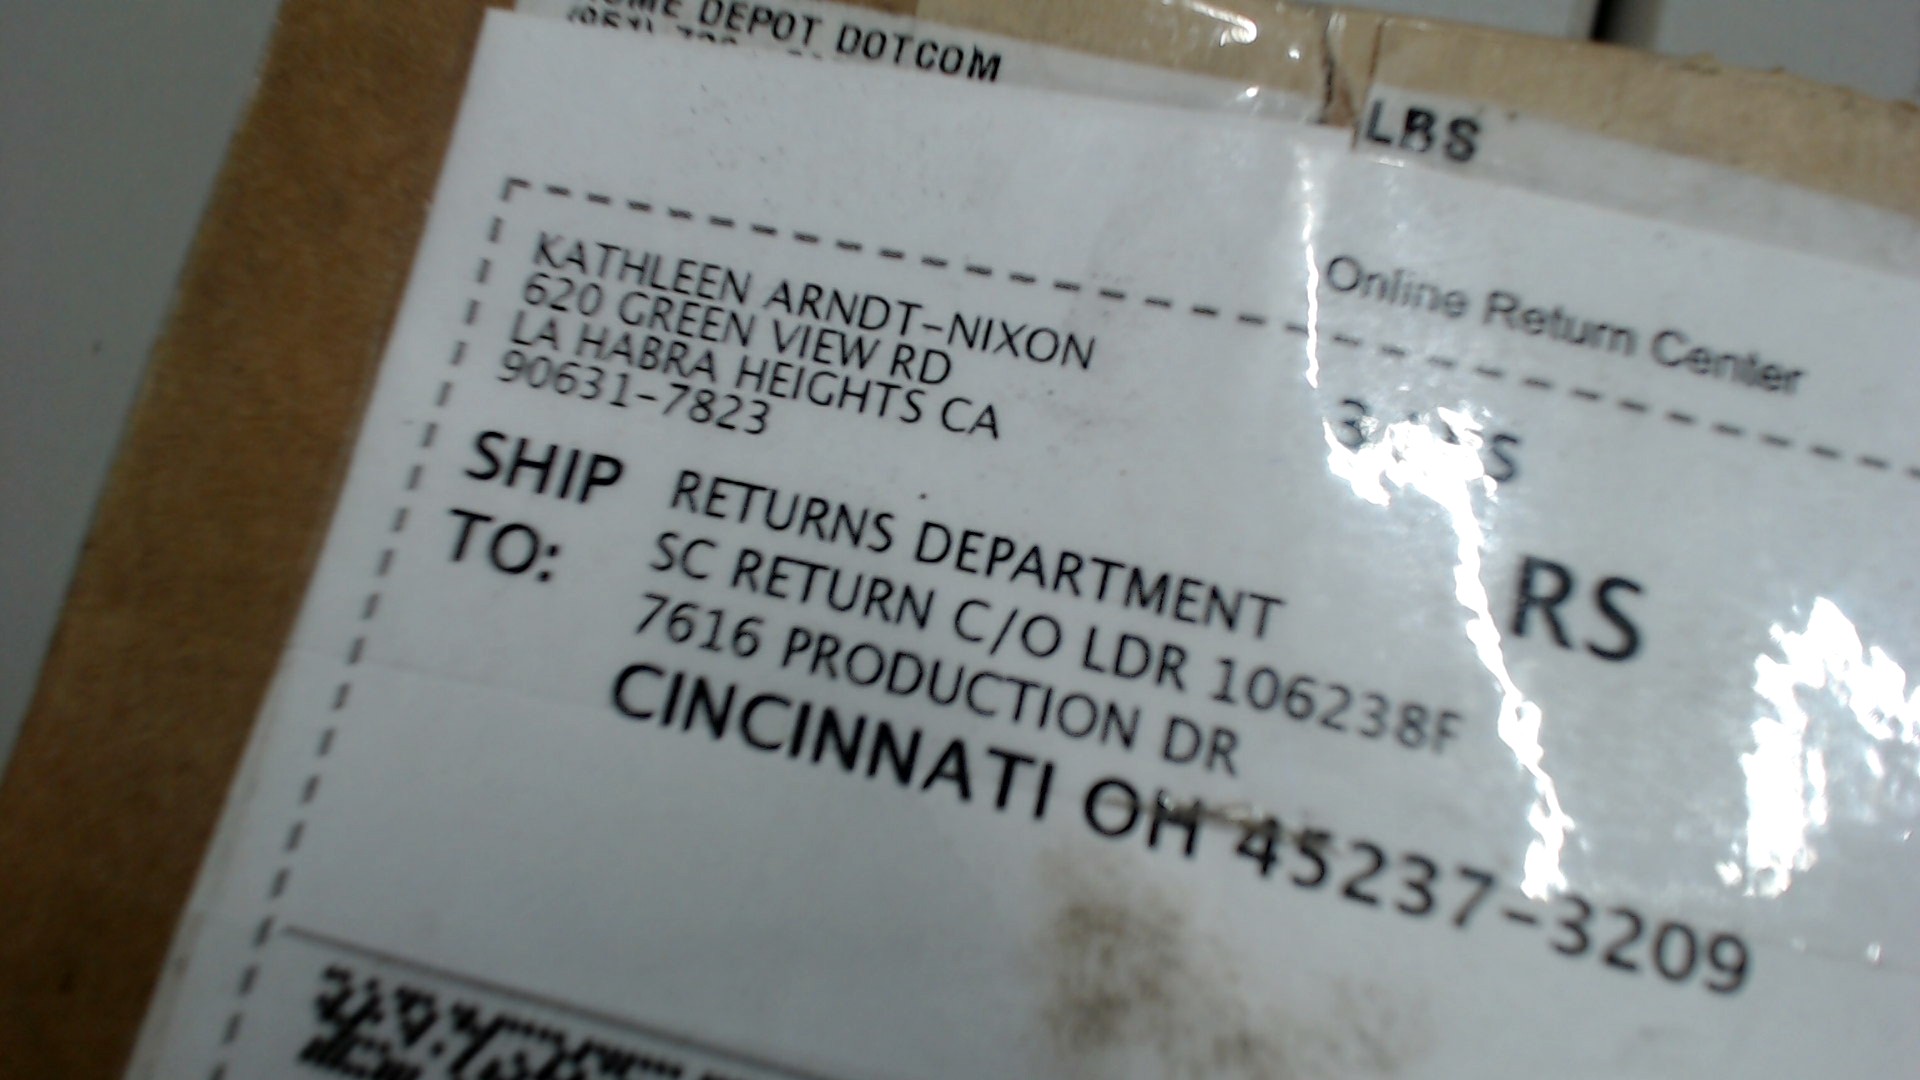 DEPOT DOTCOM
LBS
Online Return Center
KATHLEEN ARNDT-NIXON
620 GREEN VIEW RD
LA HABRA HEIGHTS CA
90631-7823
RS
SHIP TO:
RETURNS DEPARTMENT
SC RETURN C/O LDR 106238F
7616 PRODUCTION DR
CINCINNATI OH 45237-3209